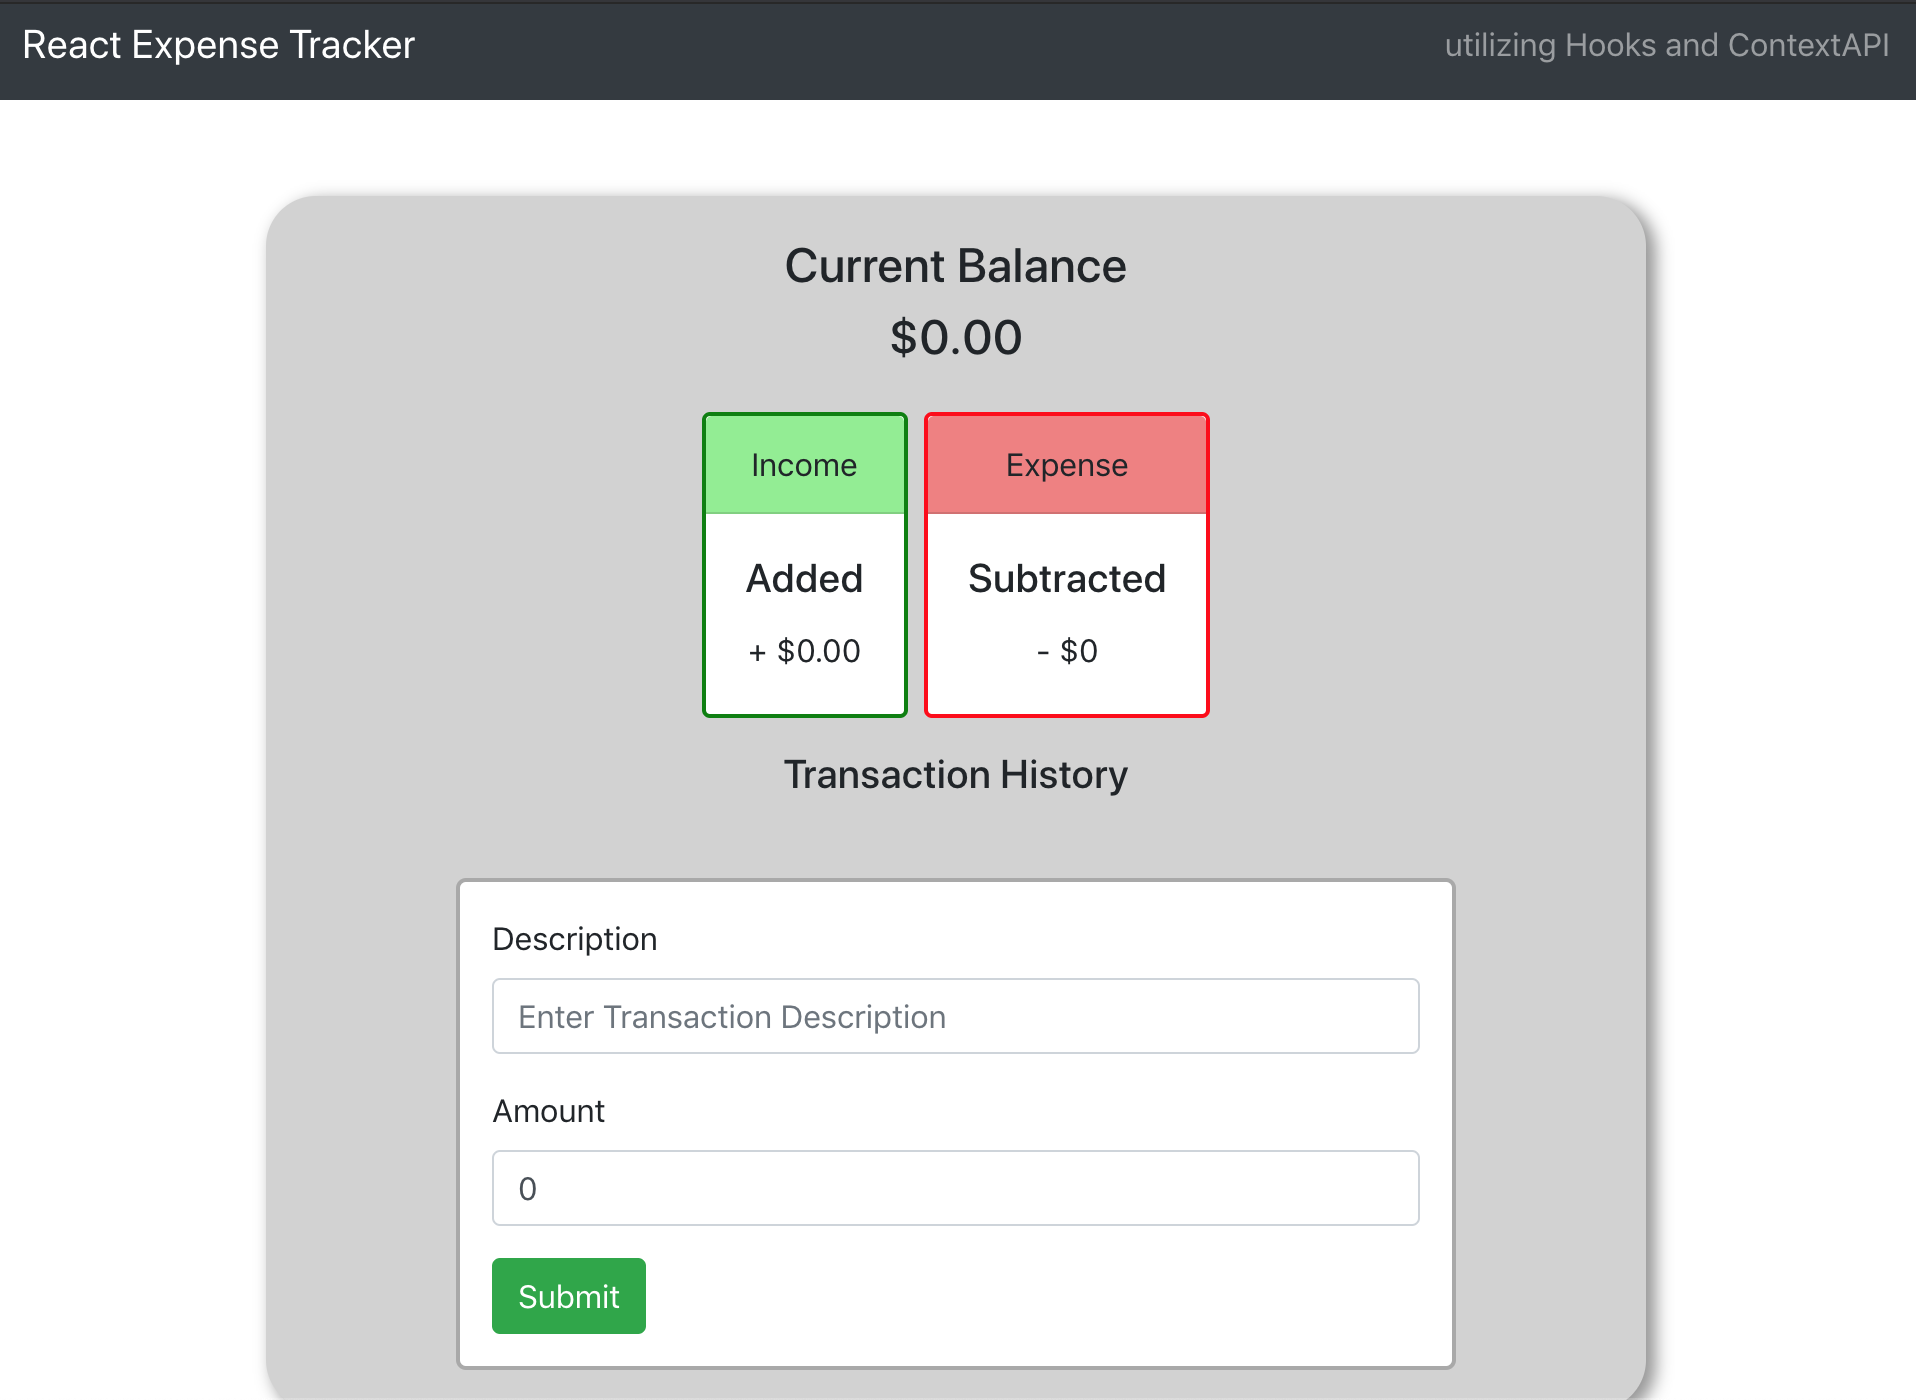 React Expense Tracker
utilizing Hooks and ContextAPI
Current Balance
$0.00
Income
Added
+ $0.00
Expense
Subtracted
- $0
Transaction History
Description
Enter Transaction Description
Amount
0
Submit